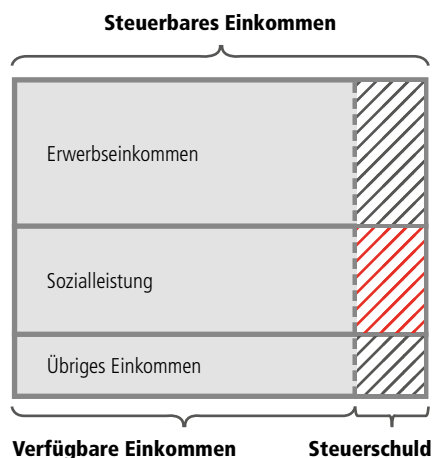 Steuerbares Einkommen
Erwerbseinkommen
Sozialleistung
Übriges Einkommen
Verfügbare Einkommen Steuerschuld